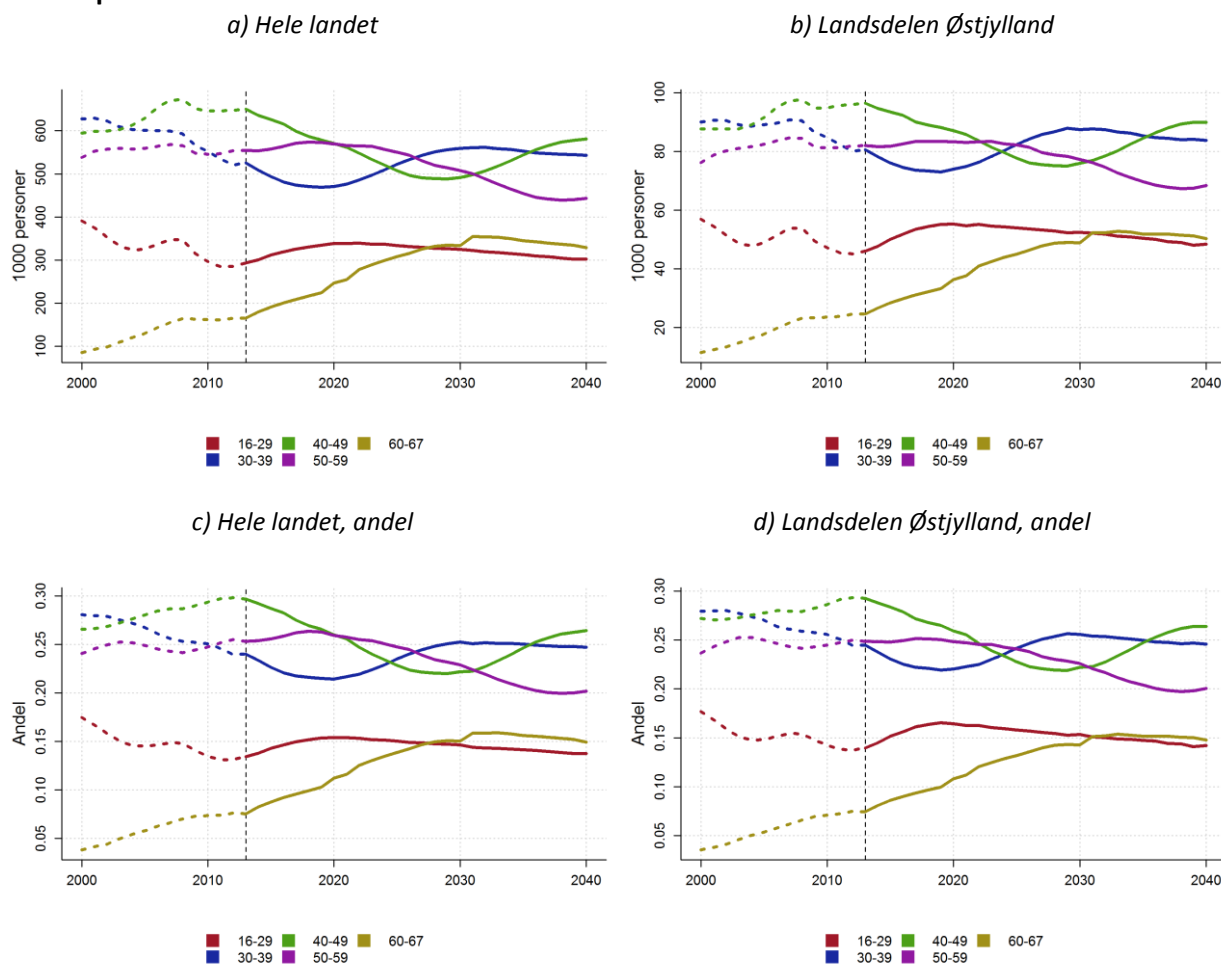 a) Hele landet
b) Landsdelen Østjylland
1000 personer
600
500
400
300
200
100
2000 2010 2020 2030 2040
16-29 40-49 60-67
30-39 50-59
1000 personer
100
80
60
40
20
2000 2010 2020 2030 2040
16-29 40-49 60-67
30-39 50-59
c) Hele landet, andel
d) Landsdelen Østjylland, andel
Andel
0.30
0.25
0.20
0.15
0.10
0.05
2000 2010 2020 2030 2040
16-29 40-49 60-67
30-39 50-59
Andel
0.30
0.25
0.20
0.15
0.10
0.05
2000 2010 2020 2030 2040
16-29 40-49 60-67
30-39 50-59